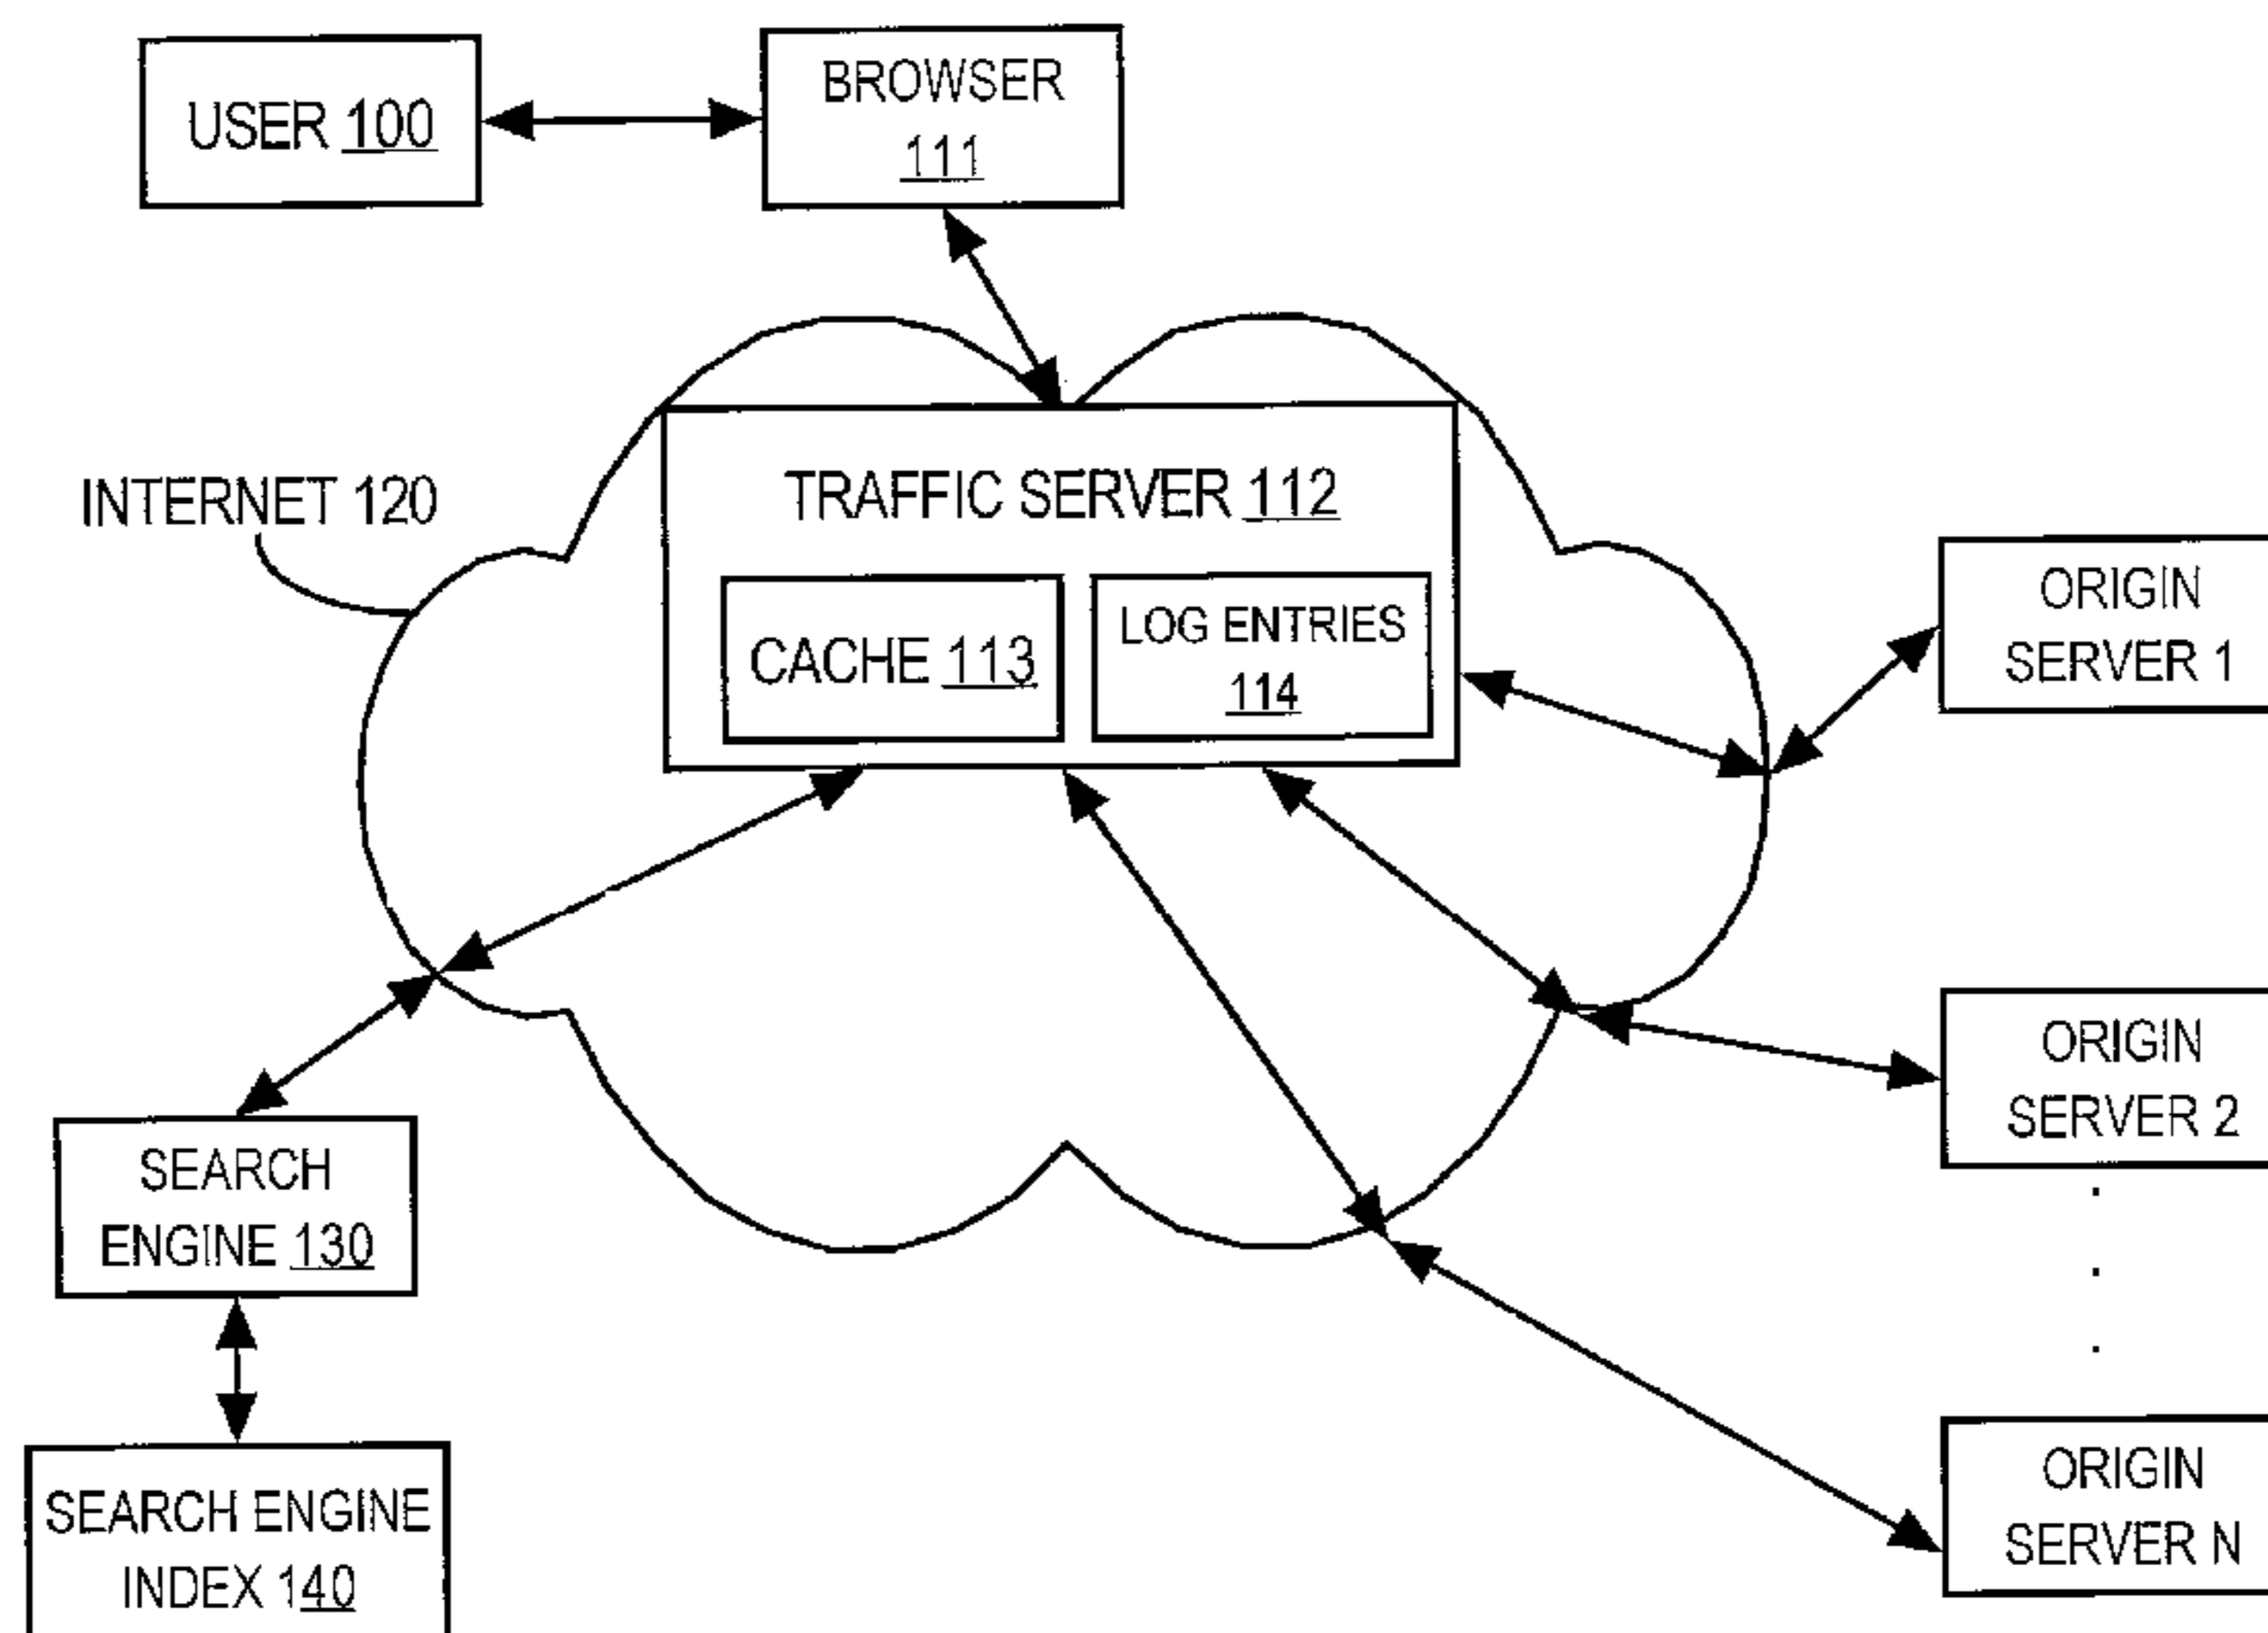 USER 100
BROWSER
111
INTERNET 120
TRAFFIC SERVER 112
CACHE 113
LOG ENTRIES
114
ORIGIN
SERVER 1
ORIGIN
SERVER 2
SEARCH
ENGINE 130
ORIGIN
SERVER N
SEARCH ENGINE
INDEX 140